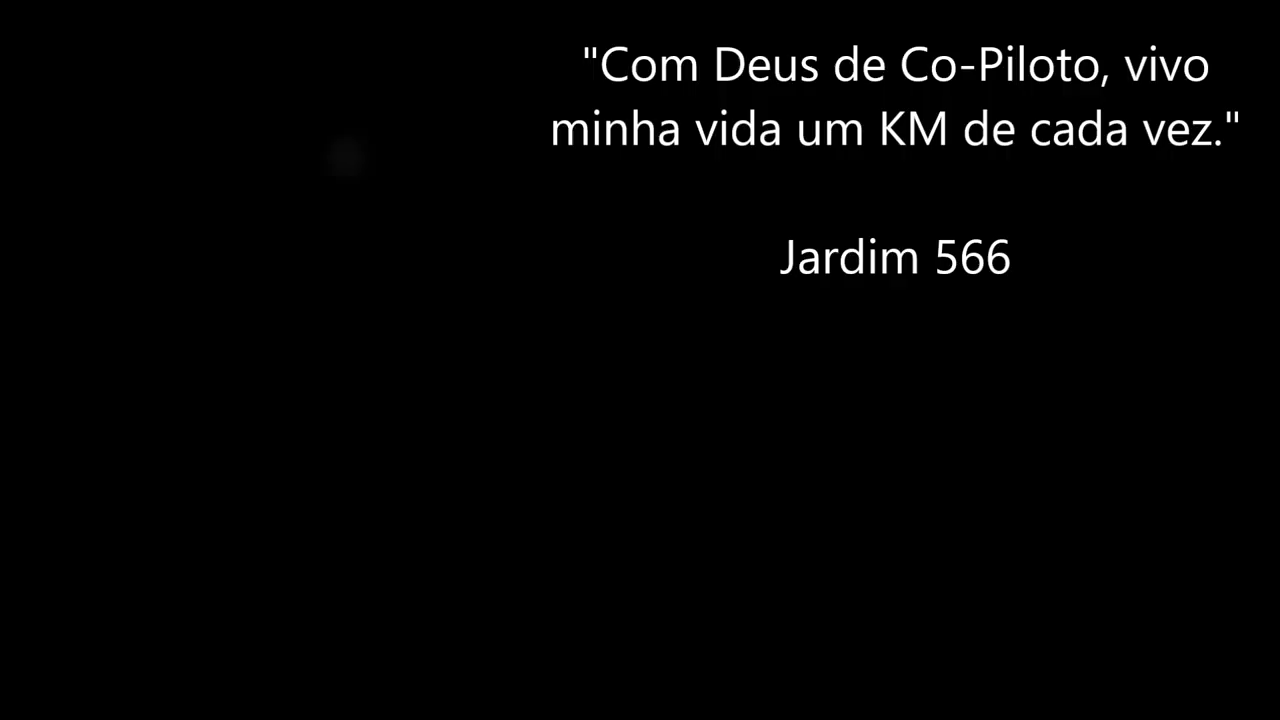 "Com Deus de Co-Piloto, vivo
minha vida um KM de cada vez."
Jardim 566